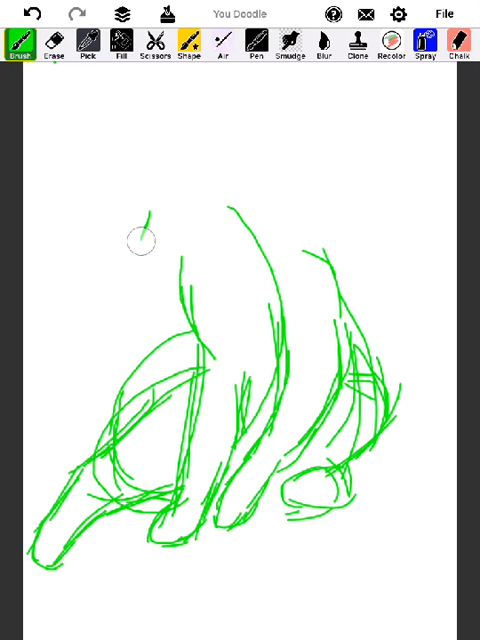 You Doodle
File
Brush Erase Pick Fill Scissors Shape Air Pen Smudge Blur Clone Recolor Spray Chalk